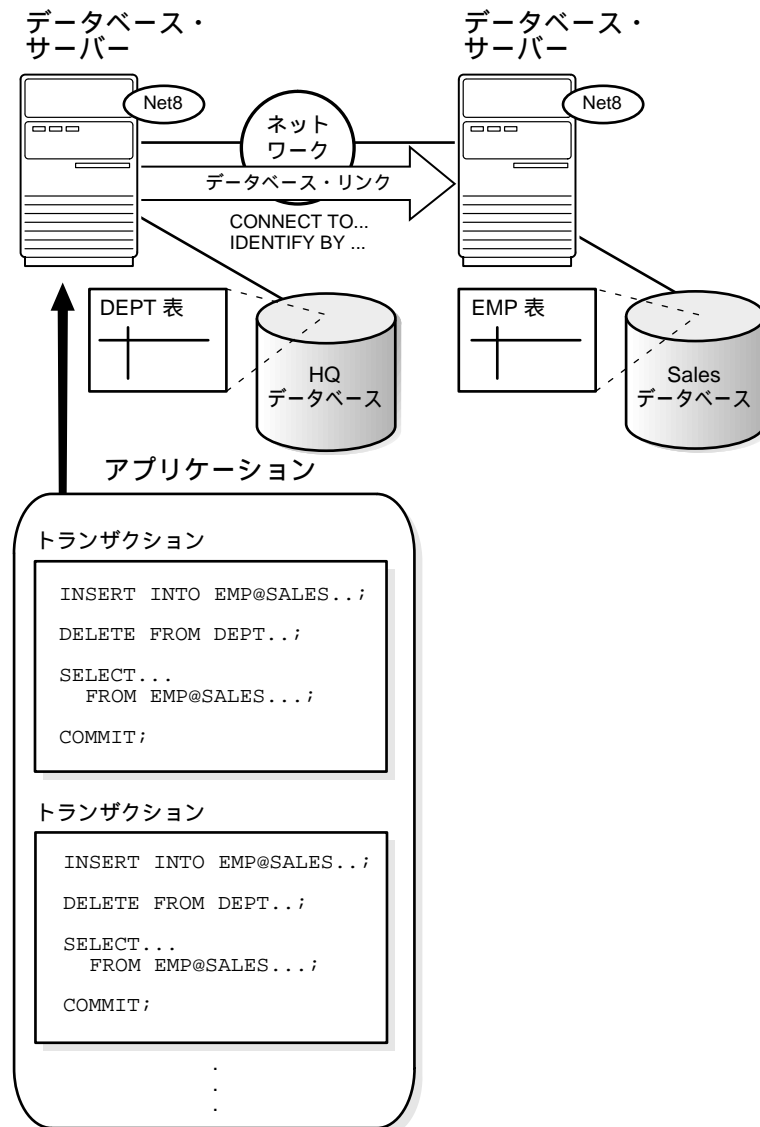 データベース・
サーバー
データベース・
サーバー
Net8
Net8
ネット
ワーク
データベース・リンク
CONNECT TO...
IDENTIFY BY ...
DEPT 表
HQ
データベース
EMP 表
Sales
データベース
アプリケーション
トランザクション
INSERT INTO EMP@SALES..;
DELETE FROM DEPT..;
SELECT...
FROM EMP@SALES...;
COMMIT;
トランザクション
INSERT INTO EMP@SALES..;
DELETE FROM DEPT..;
SELECT...
FROM EMP@SALES...;
COMMIT;
.
.
.